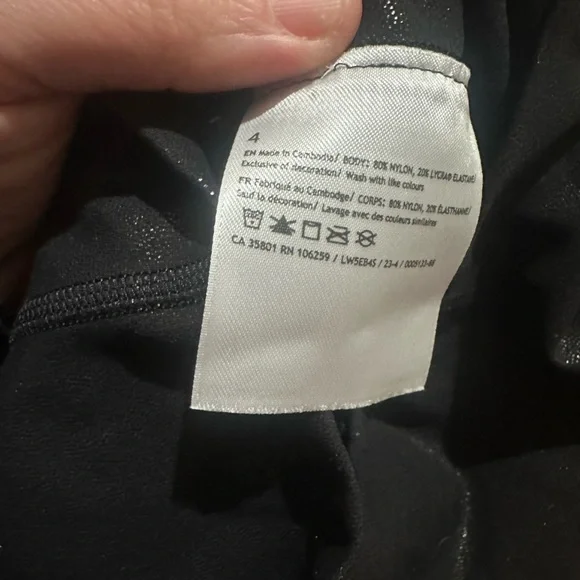 4
EN Made in Cambodia/ BODY: 80% NYLON, 20% LYCRA® ELASTANE/
Exclusive of decoration/ Wash with like colours
FR Fabriqué au Cambodge/ CORPS: 80% NYLON, 20% ÉLASTHANNE/
Sauf la décoration/ Lavage avec des couleurs similaires
CA 35801 RN 106259 / LW5EB4S / 23-4 /